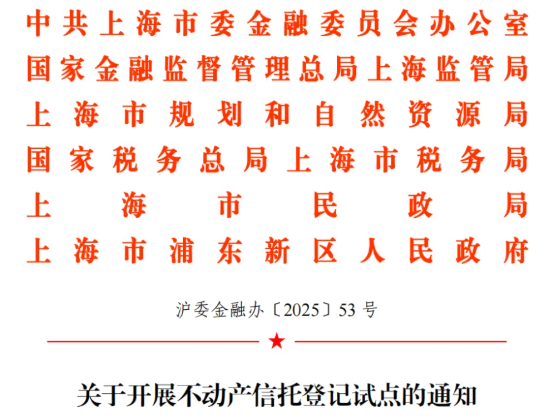 中共上海市委金融委员会办公室
国家金融监督管理总局上海监管局
上海市规划和自然资源局
国家税务总局上海市税务局
上海市民政局
上海市浦东新区人民政府
沪委金融办〔2025〕53 号
关于开展不动产信托登记试点的通知